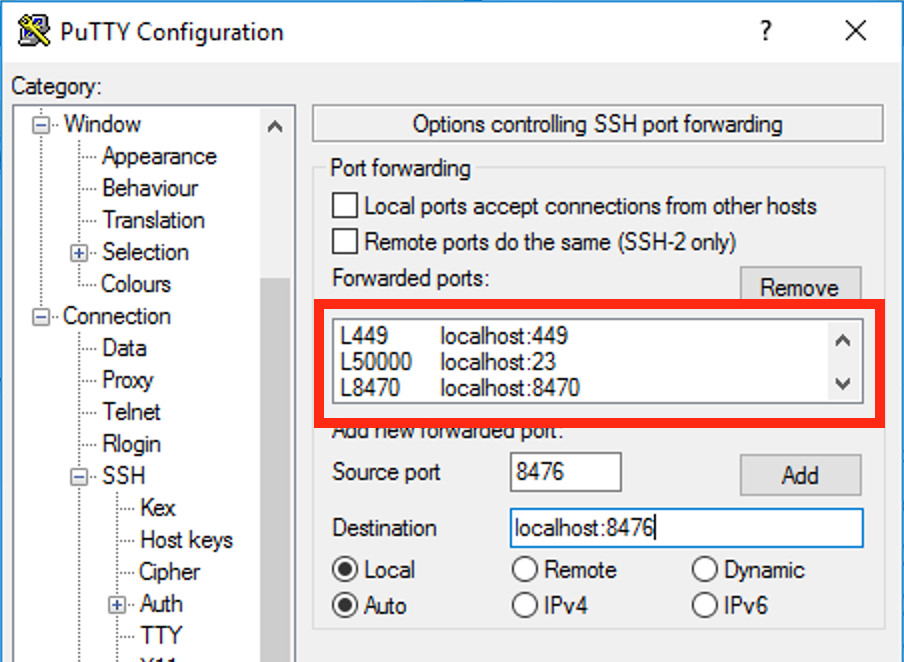 PuTTY Configuration ?
Category:
Window
Appearance
Behaviour
Translation
Selection
Colours
Connection
Data
Proxy
Telnet
Rlogin
SSH
Kex
Host keys
Cipher
Auth
TTY
X11
Options controlling SSH port forwarding
Port forwarding
Local ports accept connections from other hosts
Remote ports do the same (SSH-2 only)
Forwarded ports:
Remove
L449 localhost:449
L50000 localhost:23
L8470 localhost:8470
Add new forwarded port:
Source port 8476 Add
Destination localhost:8476
Local Remote Dynamic
Auto IPv4 IPv6